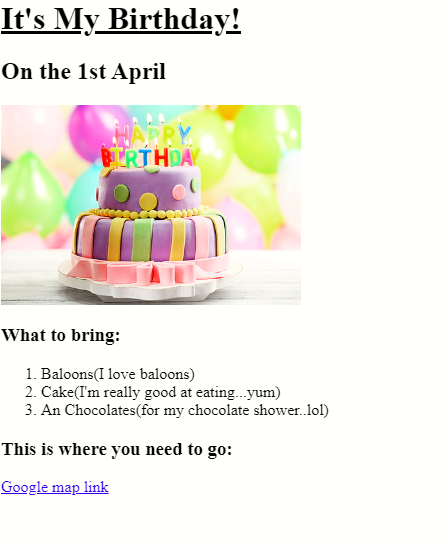 It's My Birthday!
On the 1st April
HAPPY
BIRTHDAY
What to bring:
1. Baloons(I love baloons)
2. Cake(I'm really good at eating...yum)
3. An Chocolates(for my chocolate shower..lol)
This is where you need to go:
Google map link